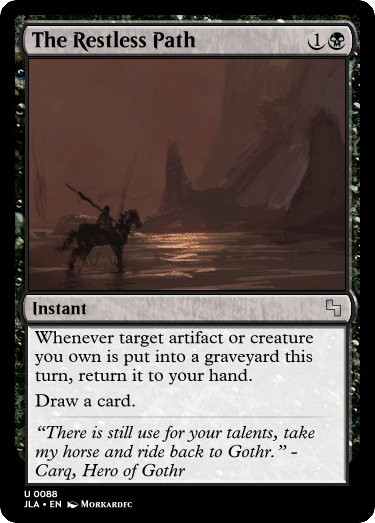 The Restless Path 1
Instant
Whenever target artifact or creature
you own is put into a graveyard this
turn, return it to your hand.
Draw a card.
“There is still use for your talents, take
my horse and ride back to Gothr.” -
Carq, Hero of Gothr
U 0088
JLA • EN Morkardfc